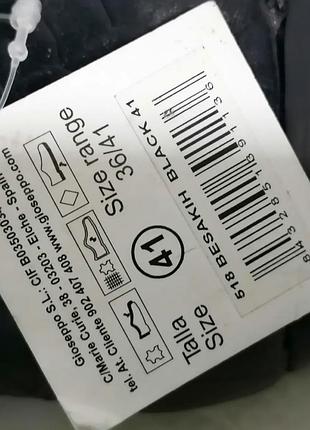 518 BESAKIH BLACK 41
Talla
Size
41
Size range
36/41
Gioseppo S.L.: CIF B03503034
C/Marie Curie, 38 - 03203. Elche - Spain
tel. At. Cliente 902 407 408 www.gioseppo.com